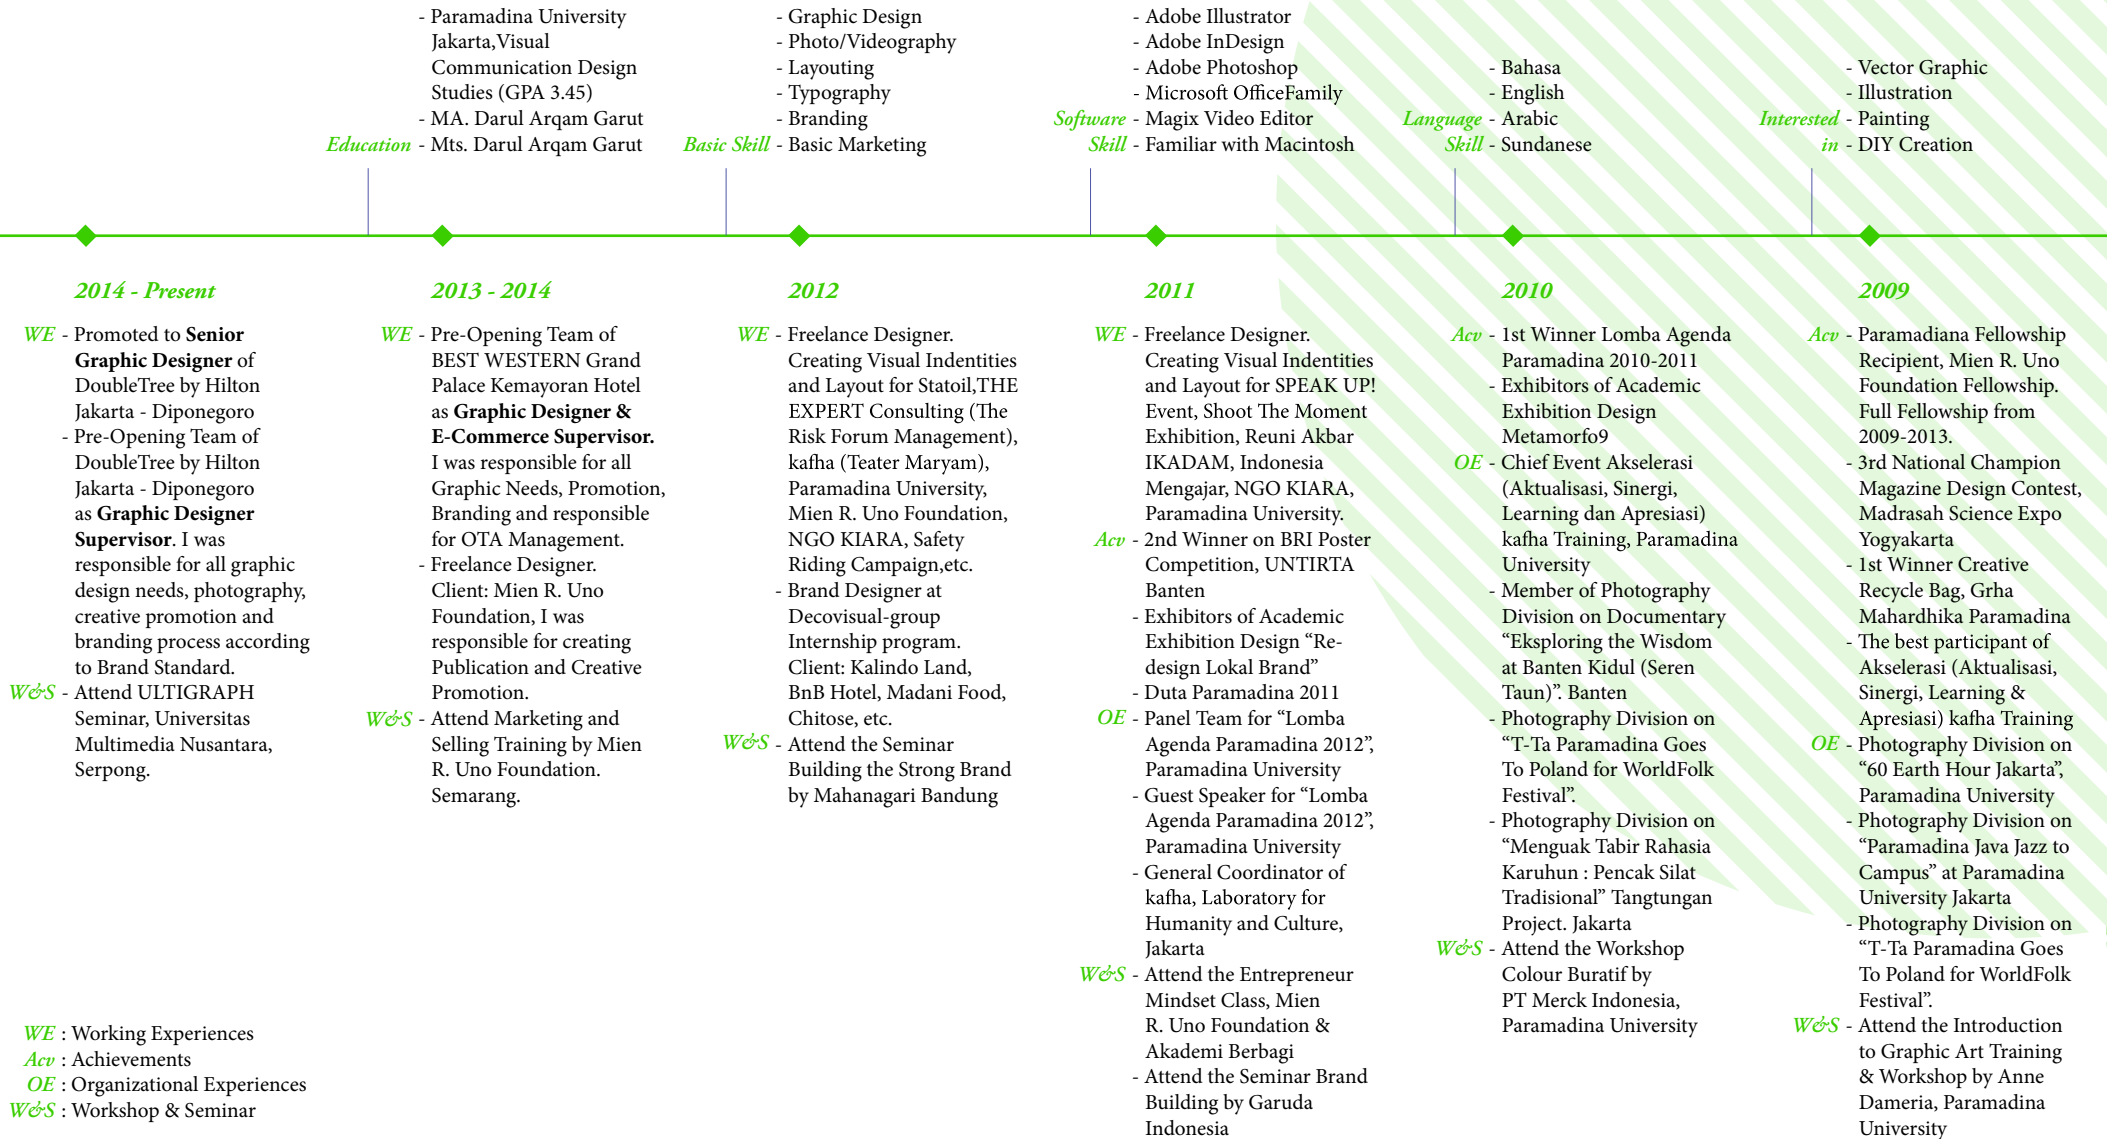 - Paramadina University
Jakarta,Visual
Communication Design
Studies (GPA 3.45)
- MA. Darul Arqam Garut
Education - Mts. Darul Arqam Garut
- Graphic Design
- Photo/Videography
- Layouting
- Typography
- Branding
Basic Skill - Basic Marketing
- Adobe Illustrator
- Adobe InDesign
- Adobe Photoshop
- Microsoft OfficeFamily
Software - Magix Video Editor
Skill - Familiar with Macintosh
- Bahasa
- English
Language - Arabic
Skill - Sundanese
- Vector Graphic
- Illustration
Interested - Painting
in - DIY Creation
2014 - Present
WE - Promoted to Senior
Graphic Designer of
DoubleTree by Hilton
Jakarta - Diponegoro
- Pre-Opening Team of
DoubleTree by Hilton
Jakarta - Diponegoro
as Graphic Designer
Supervisor. I was
responsible for all graphic
design needs, photography,
creative promotion and
branding process according
to Brand Standard.
W&S - Attend ULTIGRAPH
Seminar, Universitas
Multimedia Nusantara,
Serpong.
2013 - 2014
WE - Pre-Opening Team of
BEST WESTERN Grand
Palace Kemayoran Hotel
as Graphic Designer &
E-Commerce Supervisor.
I was responsible for all
Graphic Needs, Promotion,
Branding and responsible
for OTA Management.
- Freelance Designer.
Client: Mien R. Uno
Foundation, I was
responsible for creating
Publication and Creative
Promotion.
W&S - Attend Marketing and
Selling Training by Mien
R. Uno Foundation.
Semarang.
2012
WE - Freelance Designer.
Creating Visual Indentities
and Layout for Statoil,THE
EXPERT Consulting (The
Risk Forum Management),
kafha (Teater Maryam),
Paramadina University,
Mien R. Uno Foundation,
NGO KIARA, Safety
Riding Campaign,etc.
- Brand Designer at
Decovisual-group
Internship program.
Client: Kalindo Land,
BnB Hotel, Madani Food,
Chitose, etc.
W&S - Attend the Seminar
Building the Strong Brand
by Mahanagari Bandung
2011
WE - Freelance Designer.
Creating Visual Indentities
and Layout for SPEAK UP!
Event, Shoot The Moment
Exhibition, Reuni Akbar
IKADAM, Indonesia
Mengajar, NGO KIARA,
Paramadina University.
Acv - 2nd Winner on BRI Poster
Competition, UNTIRTA
Banten
- Exhibitors of Academic
Exhibition Design “Re-
design Lokal Brand”
- Duta Paramadina 2011
OE - Panel Team for “Lomba
Agenda Paramadina 2012”,
Paramadina University
- Guest Speaker for “Lomba
Agenda Paramadina 2012”,
Paramadina University
- General Coordinator of
kafha, Laboratory for
Humanity and Culture,
Jakarta
W&S - Attend the Entrepreneur
Mindset Class, Mien
R. Uno Foundation &
Akademi Berbagi
- Attend the Seminar Brand
Building by Garuda
Indonesia
2010
Acv - 1st Winner Lomba Agenda
Paramadina 2010-2011
- Exhibitors of Academic
Exhibition Design
Metamorfo9
OE - Chief Event Akselerasi
(Aktualisasi, Sinergi,
Learning dan Apresiasi)
kafha Training, Paramadina
University
- Member of Photography
Division on Documentary
“Eksploring the Wisdom
at Banten Kidul (Seren
Taun)”. Banten
- Photography Division on
“T-Ta Paramadina Goes
To Poland for WorldFolk
Festival”.
- Photography Division on
“Menguak Tabir Rahasia
Karuhun : Pencak Silat
Tradisional” Tangtungan
Project. Jakarta
W&S - Attend the Workshop
Colour Buratif by
PT Merck Indonesia,
Paramadina University
2009
Acv - Paramadiana Fellowship
Recipient, Mien R. Uno
Foundation Fellowship.
Full Fellowship from
2009-2013.
- 3rd National Champion
Magazine Design Contest,
Madrasah Science Expo
Yogyakarta
- 1st Winner Creative
Recycle Bag, Grha
Mahardhika Paramadina
- The best participant of
Akselerasi (Aktualisasi,
Sinergi, Learning &
Apresiasi) kafha Training
OE - Photography Division on
“60 Earth Hour Jakarta”,
Paramadina University
- Photography Division on
“Paramadina Java Jazz to
Campus” at Paramadina
University Jakarta
- Photography Division on
“T-Ta Paramadina Goes
To Poland for WorldFolk
Festival”.
W&S - Attend the Introduction
to Graphic Art Training
& Workshop by Anne
Dameria, Paramadina
University
WE : Working Experiences
Acv : Achievements
OE : Organizational Experiences
W&S : Workshop & Seminar